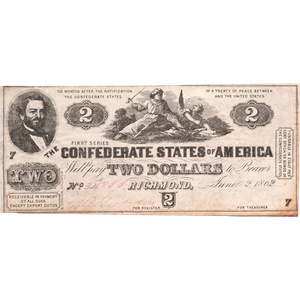 SIX MONTHS AFTER THE RATIFICATION OF A TREATY OF PEACE BETWEEN
THE CONFEDERATE STATES AND THE UNITED STATES
2
2
FIRST SERIES
7
THE CONFEDERATE STATES OF AMERICA
Will pay TWO DOLLARS to Bearer
TWO
No
RICHMOND, June 2, 1862
RECEIVABLE IN PAYMENT
OF ALL DUES
EXCEPT EXPORT DUTIES
2
7
FOR REGISTER
FOR TREASURER